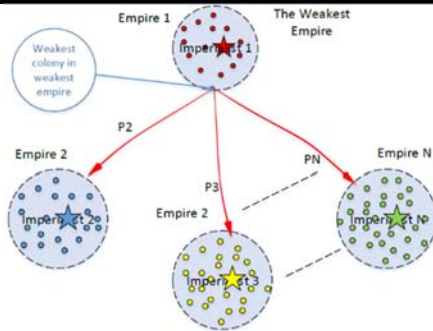 Empire 1
The Weakest
Empire
Imperialist 1
Weakest
colony in
weakest
empire
P2
P3
PN
Empire 2
Imperialist 2
Empire 2
Imperialist 3
Empire N
Imperialist N